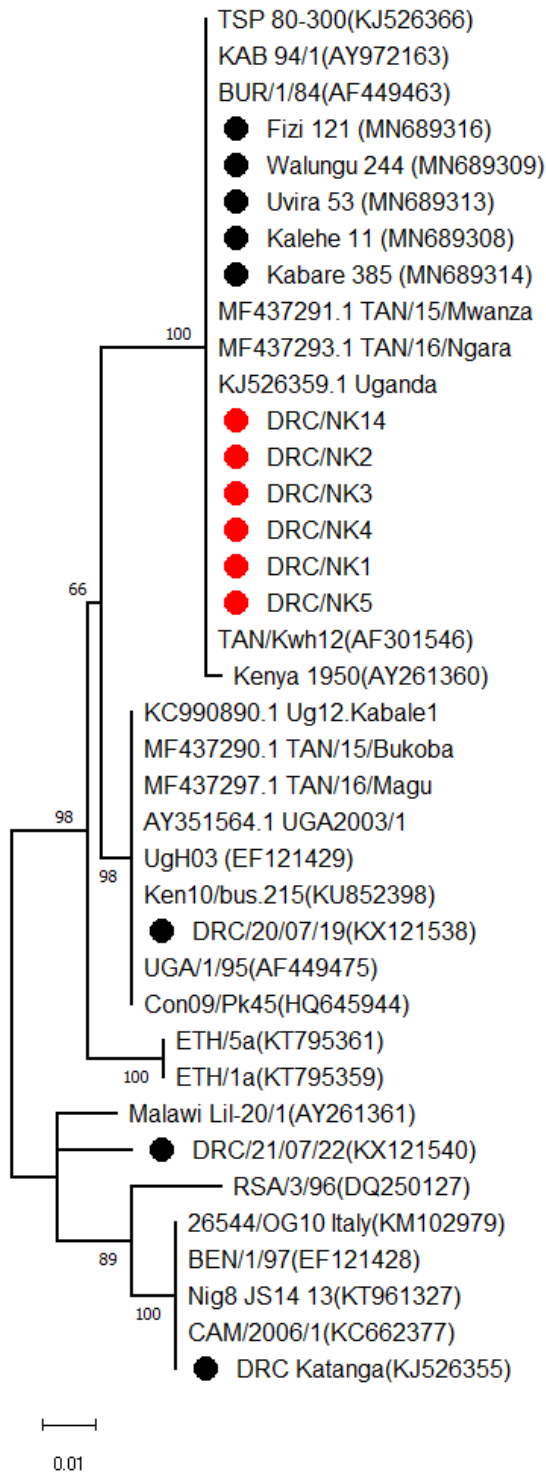 TSP 80-300(KJ526366)
KAB 94/1(AY972163)
BUR/1/84(AF449463)
Fizi 121 (MN689316)
Walungu 244 (MN689309)
Uvira 53 (MN689313)
Kalehe 11 (MN689308)
Kabare 385 (MN689314)
MF437291.1 TAN/15/Mwanza
100
MF437293.1 TAN/16/Ngara
KJ526359.1 Uganda
DRC/NK14
DRC/NK2
DRC/NK3
DRC/NK4
DRC/NK1
66
DRC/NK5
TAN/Kwh12(AF301546)
Kenya 1950(AY261360)
KC990890.1 Ug12.Kabale1
MF437290.1 TAN/15/Bukoba
MF437297.1 TAN/16/Magu
98
AY351564.1 UGA2003/1
UgH03 (EF121429)
98
Ken10/bus.215(KU852398)
DRC/20/07/19(KX121538)
UGA/1/95(AF449475)
Con09/Pk45(HQ645944)
ETH/5a(KT795361)
100
ETH/1a(KT795359)
Malawi Lil-20/1(AY261361)
DRC/21/07/22(KX121540)
RSA/3/96(DQ250127)
26544/OG10 Italy(KM102979)
89
BEN/1/97(EF121428)
Nig8 JS14 13(KT961327)
100
CAM/2006/1(KC662377)
DRC Katanga(KJ526355)
0.01